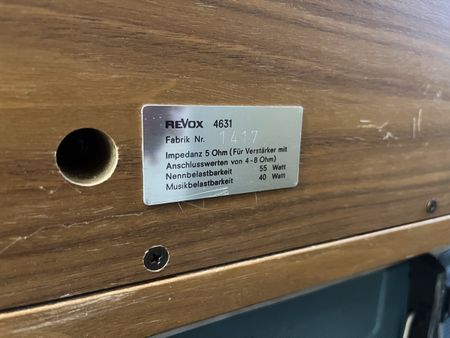 REVOX 4631
Fabrik Nr. 1417
Impedanz 5 Ohm (Für Verstärker mit
Anschlusswerten von 4-8 Ohm)
Nennbelastbarkeit 55 Watt
Musikbelastbarkeit 40 Watt